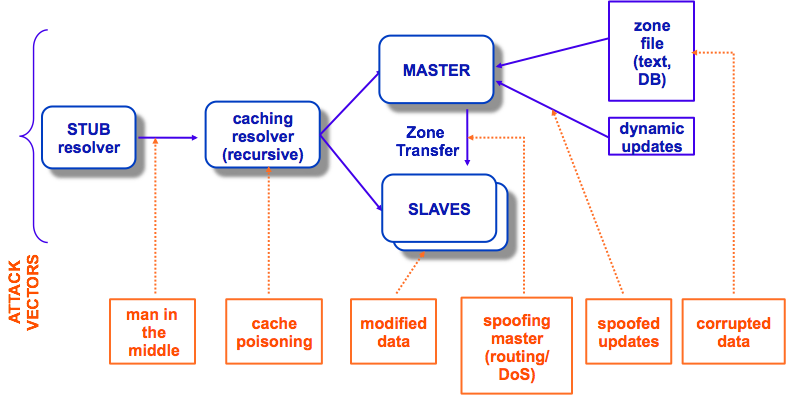 STUB
resolver
caching
resolver
(recursive)
MASTER
Zone
Transfer
SLAVES
zone
file
(text,
DB)
dynamic
updates
ATTACK
VECTORS
man in
the
middle
cache
poisoning
modified
data
spoofing
master
(routing/
DoS)
spoofed
updates
corrupted
data